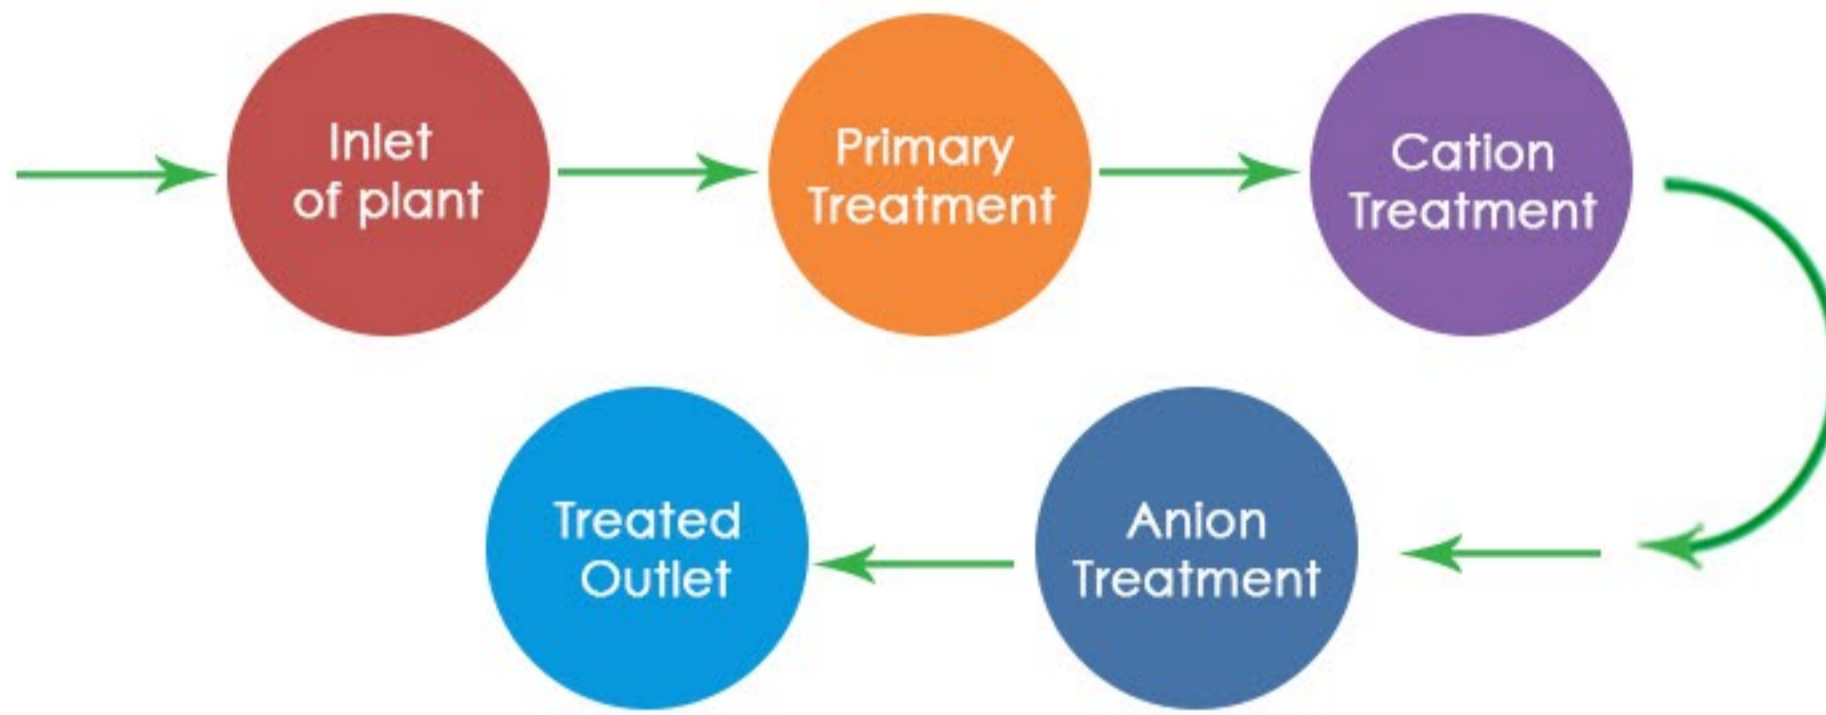 Inlet
of plant
Primary
Treatment
Cation
Treatment
Anion
Treatment
Treated
Outlet